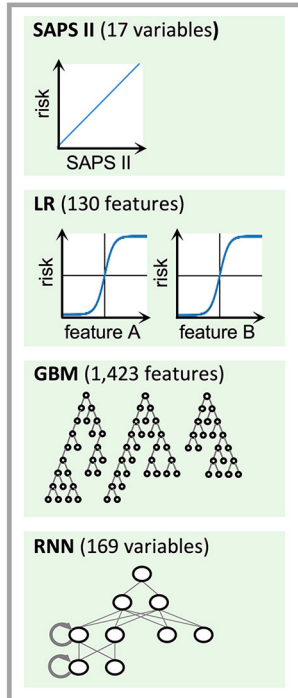 SAPS II (17 variables)
risk
SAPS II
LR (130 features)
risk
risk
feature A
feature B
GBM (1,423 features)
RNN (169 variables)